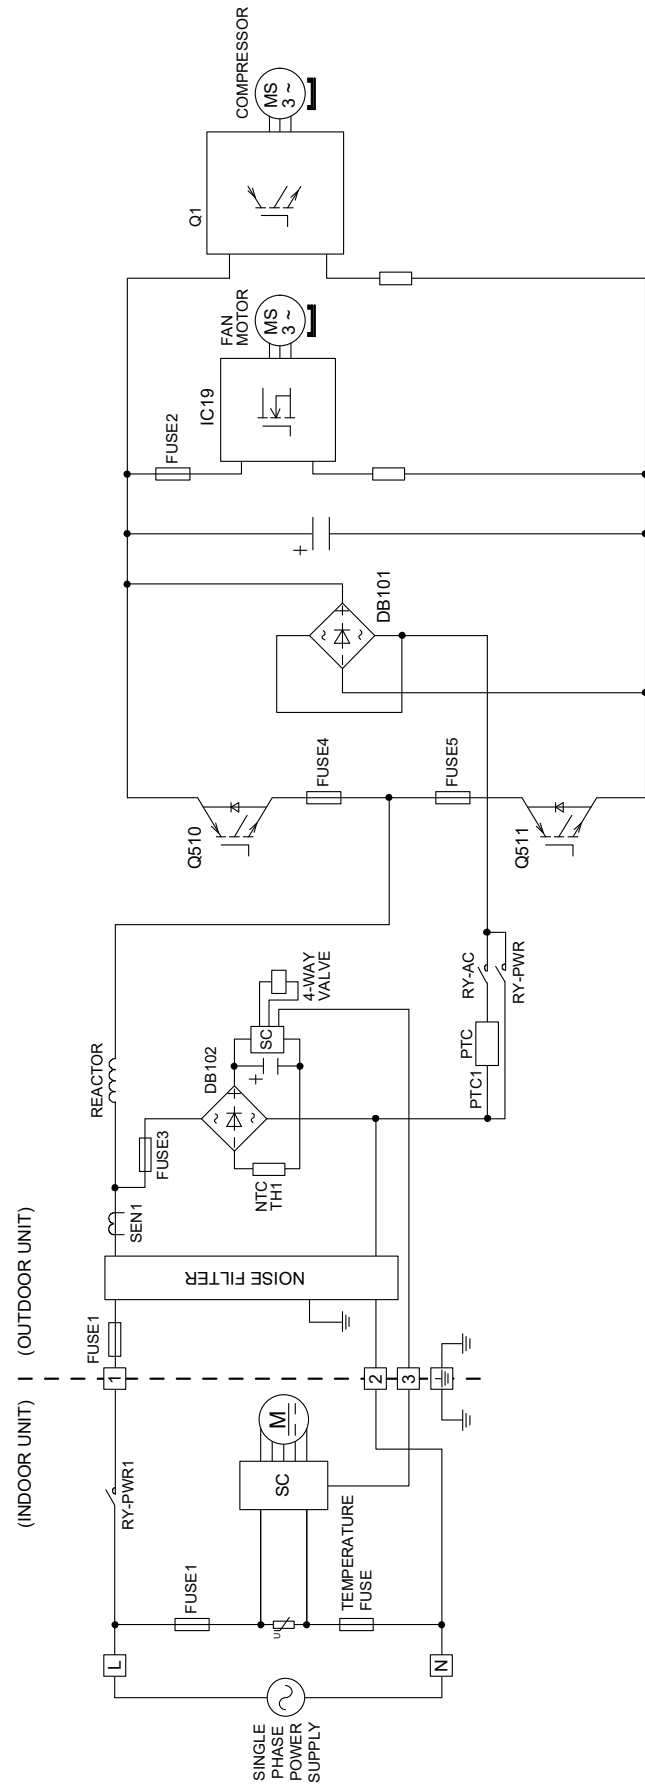 (INDOOR UNIT)
(OUTDOOR UNIT)
SINGLE
PHASE
POWER
SUPPLY
L
N
FUSE1
U
TEMPERATURE
FUSE
RY-PWR1
SC
M
1
2
3
FUSE1
NOISE FILTER
SEN1
FUSE3
REACTOR
NTC
TH1
DB102
~
~
+
SC
4-WAY
VALVE
PTC1
PTC
RY-AC
RY-PWR
Q510
FUSE4
FUSE5
Q511
DB101
~
~
+
FUSE2
IC19
FAN
MOTOR
MS
3 ~
Q1
COMPRESSOR
MS
3 ~